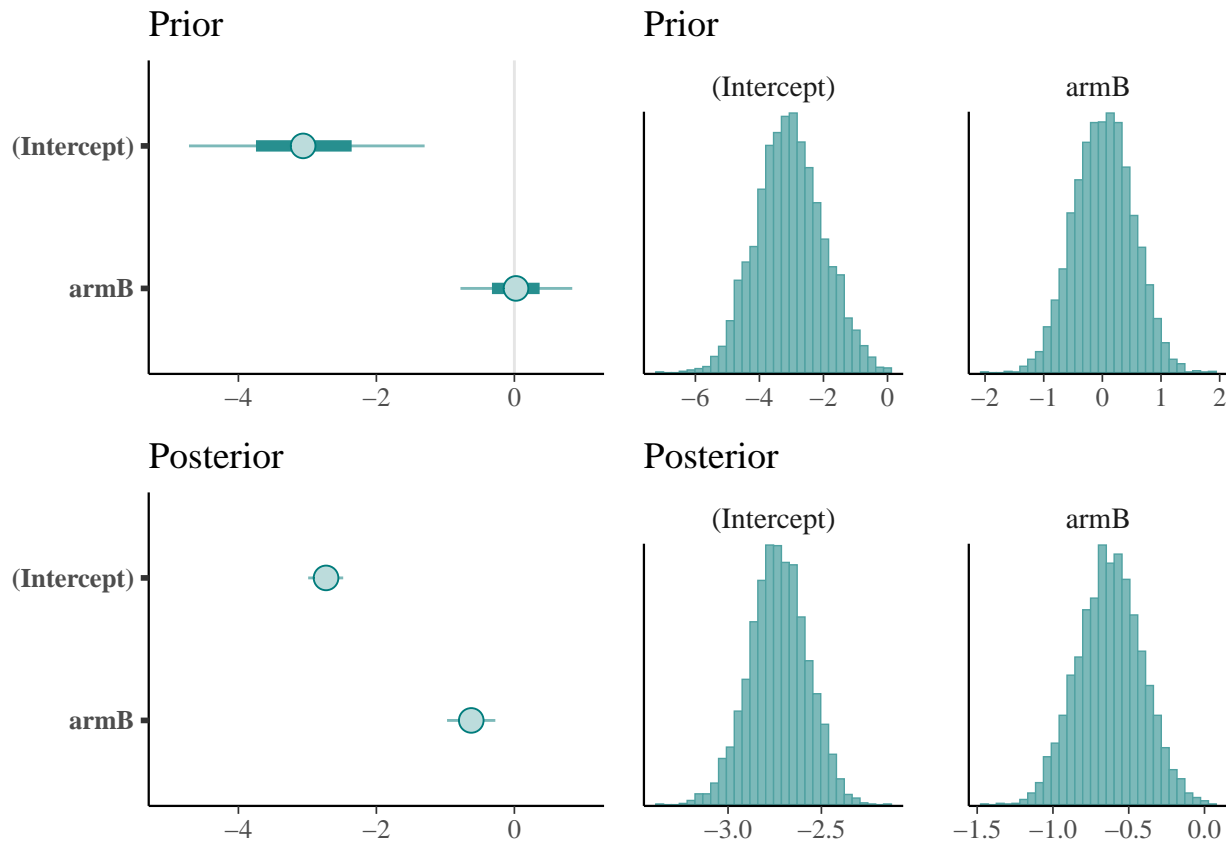 Prior
(Intercept)
armB
−4 −2 0
Prior
(Intercept) armB
−6 −4 −2 0 −2 −1 0 1 2
Posterior
(Intercept)
armB
−4 −2 0
Posterior
(Intercept) armB
−3.0 −2.5 −1.5 −1.0 −0.5 0.0